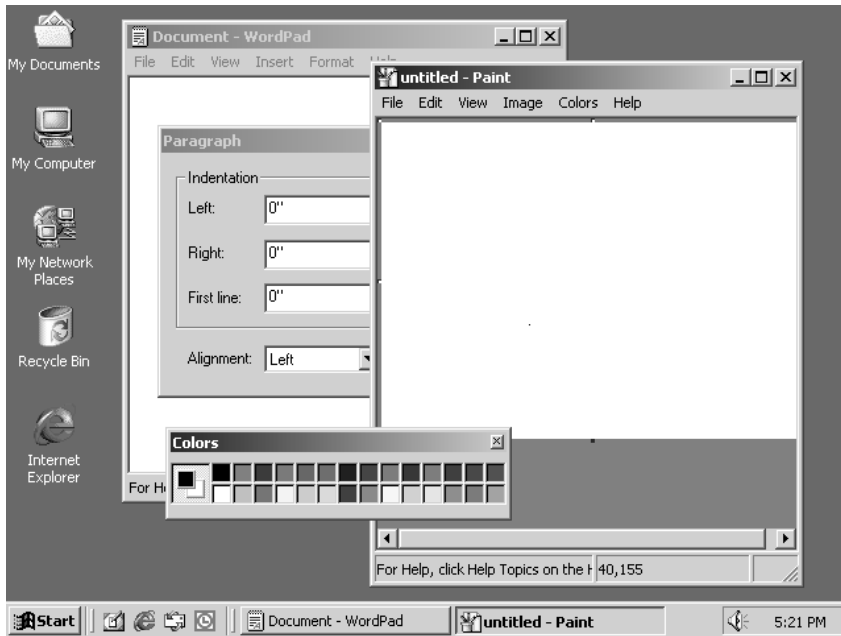 My Documents
My Computer
My Network
Places
Recycle Bin
Internet
Explorer
Document - WordPad
File Edit View Insert Format
Paragraph
Indentation
Left: 0"
Right: 0"
First line: 0"
Alignment: Left
For H
untitled - Paint
File Edit View Image Colors Help
Colors
For Help, click Help Topics on the H 40,155
Start Document - WordPad untitled - Paint 5:21 PM